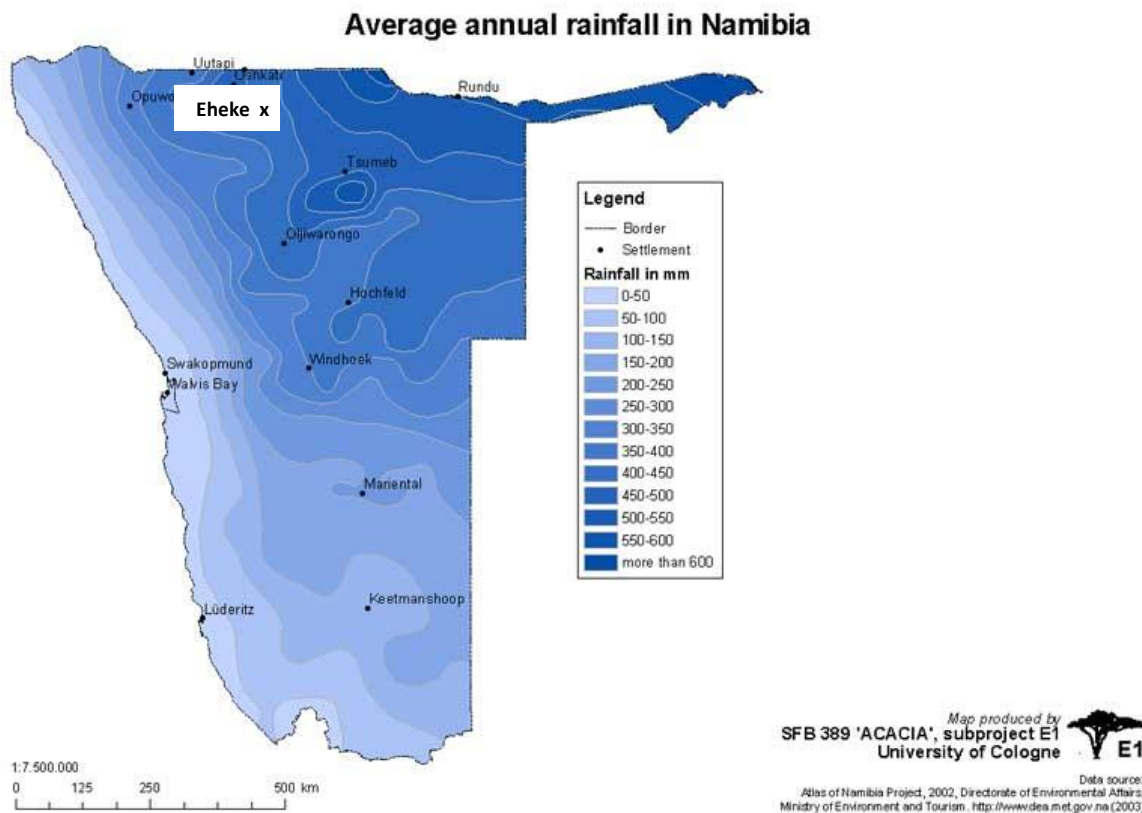 Average annual rainfall in Namibia
Uutapi
Rundu
Eheke x
Tsumeb
Otjiwarongo
Hochfeld
Windhoek
Swakopmund
Walvis Bay
Mariental
Keetmanshoop
Lüderitz
Legend
Border
Settlement
Rainfall in mm
0-50
50-100
100-150
150-200
200-250
250-300
300-350
350-400
400-450
450-500
500-550
550-600
more than 600
1:7.500.000
0 125 250 500 km
Map produced by
SFB 389 'ACACIA', subproject E1
University of Cologne
E1
Data source:
Atlas of Namibia Project, 2002, Directorate of Environmental Affairs,
Ministry of Environment and Tourism. http://www.dea.met.gov.na (2003)